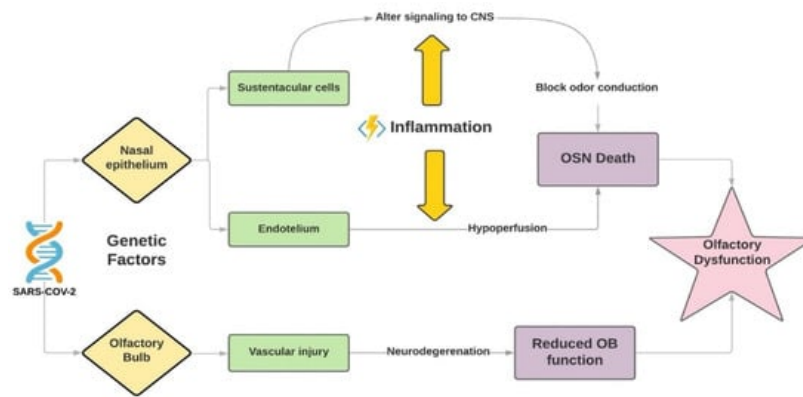 Alter signaling to CNS
Sustentacular cells
Block odor conduction
Inflammation
Nasal
epithelium
OSN Death
Endotelium
Hypoperfusion
Genetic
Factors
SARS-COV-2
Olfactory
Dysfunction
Olfactory
Bulb
Vascular injury
Neurodegerenation
Reduced OB
function